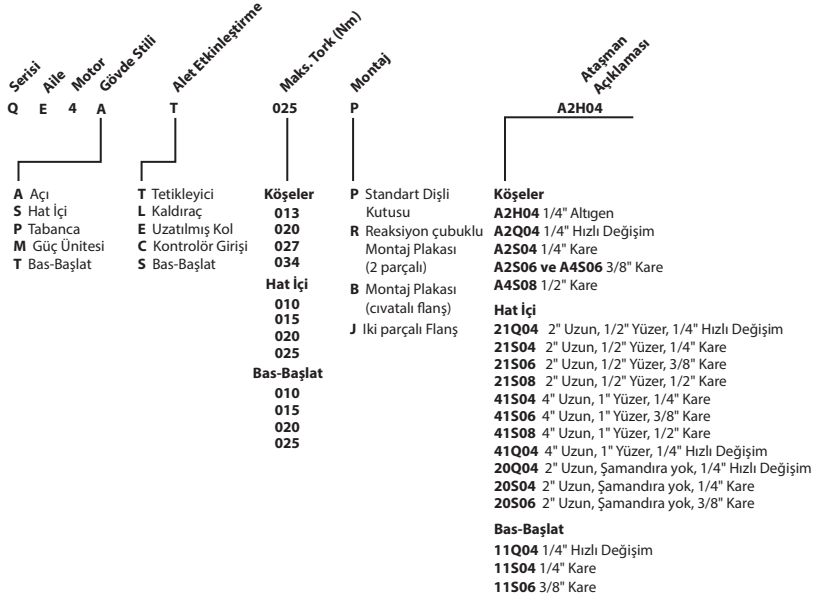 Serisi
Aile
Motor
Gövde Stili
Alet Etkinleştirme
Maks. Tork (Nm)
Montaj
Ataşman
Açıklaması
Q E 4 A T 025 P A2H04
A Açı
S Hat İçi
P Tabanca
M Güç Ünitesi
T Bas-Başlat
T Tetikleyici
L Kaldıraç
E Uzatılmış Kol
C Kontrolör Girişi
S Bas-Başlat
Köşeler
013
020
027
034
Hat İçi
010
015
020
025
Bas-Başlat
010
015
020
025
P Standart Dişli
Kutusu
R Reaksiyon çubuklu
Montaj Plakası
(2 parçalı)
B Montaj Plakası
(cıvatalı flanş)
J Iki parçalı Flanş
Köşeler
A2H04 1/4" Altıgen
A2Q04 1/4" Hızlı Değişim
A2S04 1/4" Kare
A2S06 ve A4S06 3/8" Kare
A4S08 1/2" Kare
Hat İçi
21Q04 2" Uzun, 1/2" Yüzer, 1/4" Hızlı Değişim
21S04 2" Uzun, 1/2" Yüzer, 1/4" Kare
21S06 2" Uzun, 1/2" Yüzer, 3/8" Kare
21S08 2" Uzun, 1/2" Yüzer, 1/2" Kare
41S04 4" Uzun, 1" Yüzer, 1/4" Kare
41S06 4" Uzun, 1" Yüzer, 3/8" Kare
41S08 4" Uzun, 1" Yüzer, 1/2" Kare
41Q04 4" Uzun, 1" Yüzer, 1/4" Hızlı Değişim
20Q04 2" Uzun, Şamandıra yok, 1/4" Hızlı Değişim
20S04 2" Uzun, Şamandıra yok, 1/4" Kare
20S06 2" Uzun, Şamandıra yok, 3/8" Kare
Bas-Başlat
11Q04 1/4" Hızlı Değişim
11S04 1/4" Kare
11S06 3/8" Kare